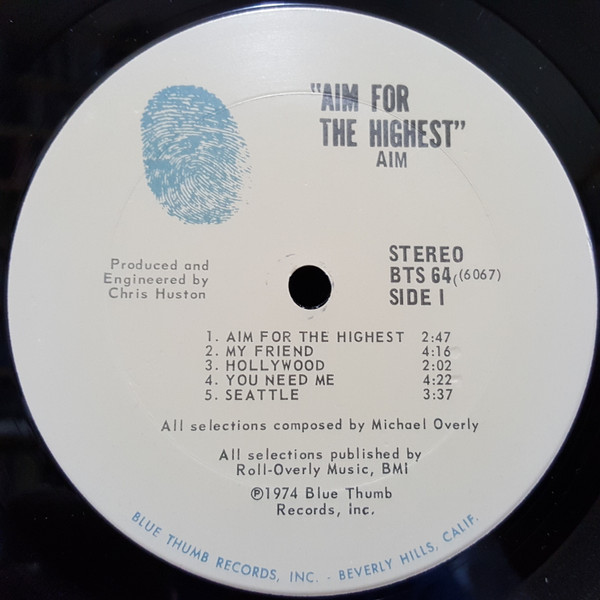 "AIM FOR
THE HIGHEST"
AIM
Produced and
Engineered by
Chris Huston
STEREO
BTS 64 (6067)
SIDE 1
1. AIM FOR THE HIGHEST 2:47
2. MY FRIEND 4:16
3. HOLLYWOOD 2:02
4. YOU NEED ME 4:22
5. SEATTLE 3:37
All selections composed by Michael Overly
All selections published by
Roll-Overly Music, BMI
℗1974 Blue Thumb
Records, Inc.
BLUE THUMB RECORDS, INC. - BEVERLY HILLS, CALIF.